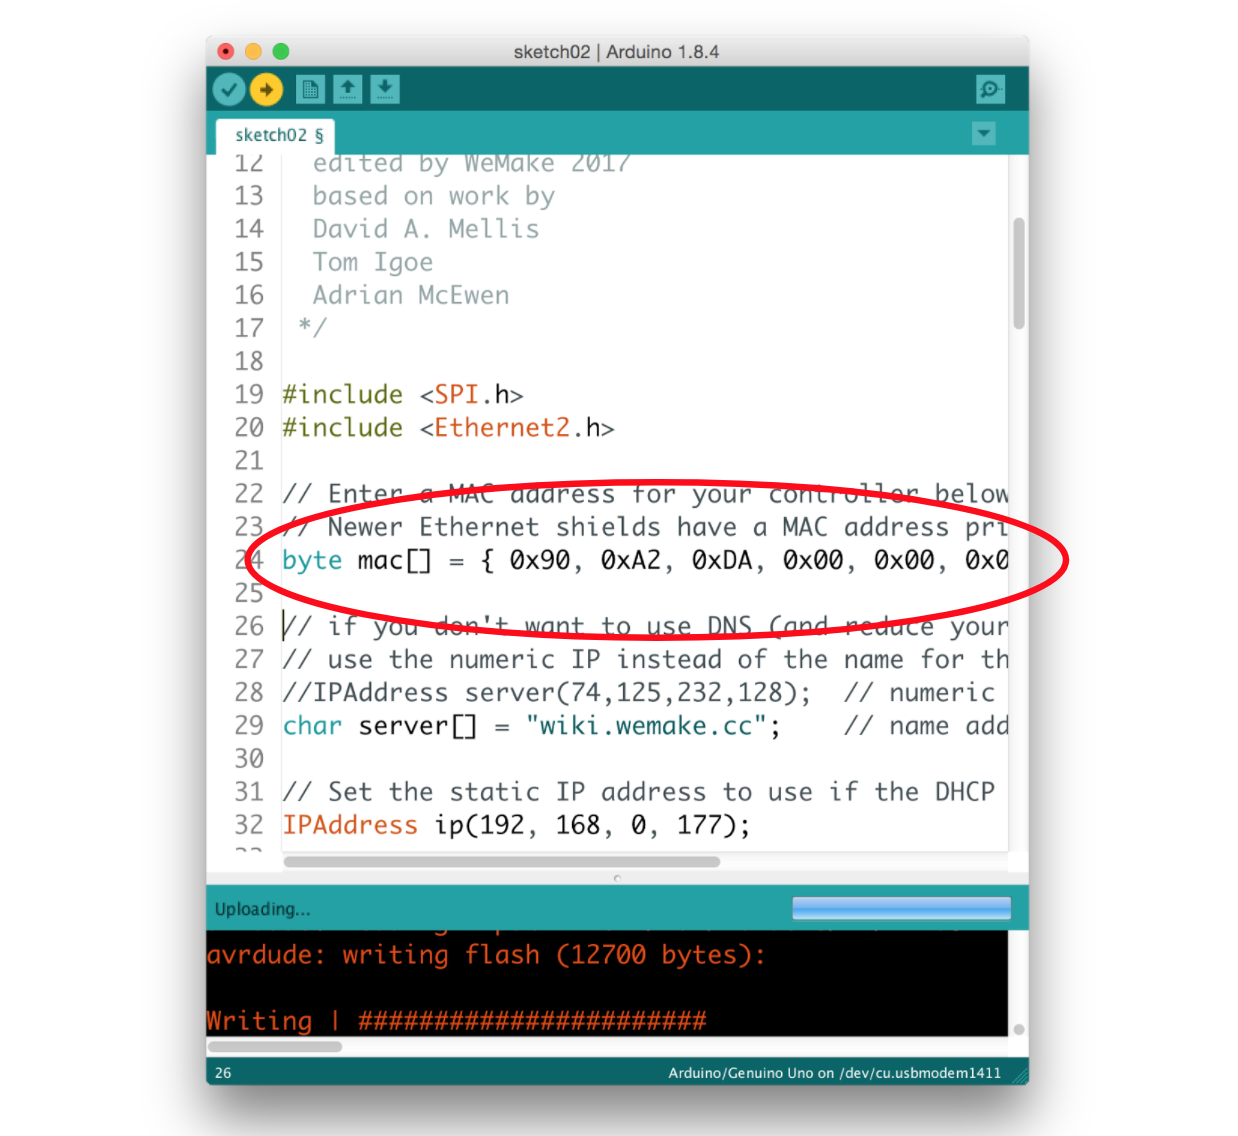 sketch02 | Arduino 1.8.4
sketch02 §
12 edited by WeMake 2017
13 based on work by
14 David A. Mellis
15 Tom Igoe
16 Adrian McEwen
17 */
18
19 #include <SPI.h>
20 #include <Ethernet2.h>
21
22 // Enter a MAC address for your controller below
23 // Newer Ethernet shields have a MAC address pri
24 byte mac[] = { 0x90, 0xA2, 0xDA, 0x00, 0x00, 0x0
25
26 // if you don't want to use DNS (and reduce your
27 // use the numeric IP instead of the name for th
28 //IPAddress server(74,125,232,128);  // numeric
29 char server[] = "wiki.wemake.cc";    // name add
30
31 // Set the static IP address to use if the DHCP
32 IPAddress ip(192, 168, 0, 177);
Uploading...
avrdude: writing flash (12700 bytes):
Writing | #######################
26
Arduino/Genuino Uno on /dev/cu.usbmodem1411